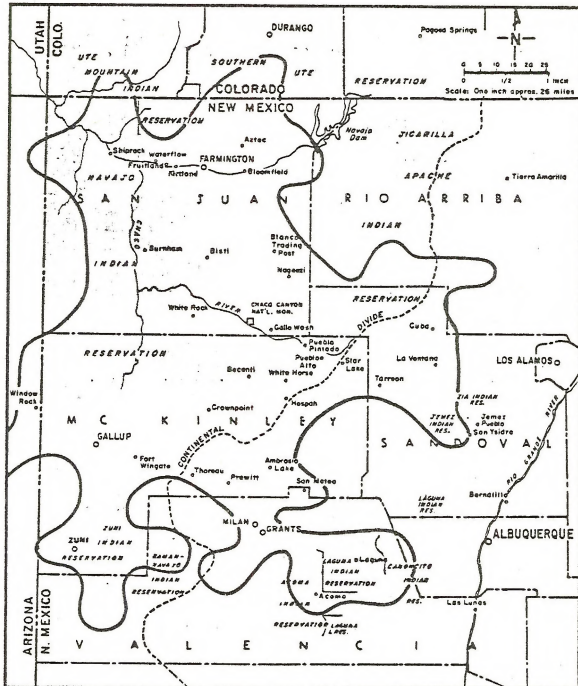 UTAH
COLO.
DURANGO
Pagosa Springs
N
UTE
MOUNTAIN
INDIAN
RESERVATION
SOUTHERN
UTE
RESERVATION
0 5 10 15 20 25
0 1/2 1 INCH
Scale: One inch approx. 26 miles
COLORADO
NEW MEXICO
Navajo
Dam
JICARILLA
APACHE
INDIAN
RESERVATION
Aztec
Shiprock
Waterflow
Fruitland
Kirtland
FARMINGTON
Bloomfield
Tierra Amarilla
NAVAJO
INDIAN
RESERVATION
SAN JUAN
RIO ARRIBA
CHACO
RIVER
Burnham
Bisti
Blanco
Trading
Post
Nageezi
White Rock
CHACO CANYON
NAT'L. MON.
Gallo Wash
DIVIDE
Cuba
Pueblo
Pintado
Pueblo
Alto
Star
Lake
La Ventana
LOS ALAMOS
Becenti
White Horse
Torreon
Window
Rock
Crownpoint
Hospah
ZIA INDIAN
RES.
JEMEZ
INDIAN
RES.
Jemez
Pueblo
San Ysidro
MC KINLEY
SANDOVAL
GALLUP
CONTINENTAL
Fort
Wingate
Thoreau
Prewitt
Ambrosia
Lake
San Mateo
RIO GRANDE RIVER
LAGUNA
INDIAN
RES.
Bernalillo
ZUNI
INDIAN
RESERVATION
ZUNI
RAMAH-
NAVAJO
INDIAN
RESERVATION
MILAN
GRANTS
ALBUQUERQUE
LAGUNA
INDIAN
RESERVATION
Laguna
CANONCITO
INDIAN
RES.
ACOMA
INDIAN
RESERVATION
Acoma
LAGUNA
I. RES.
Los Lunas
ARIZONA
N. MEXICO
VALENCIA